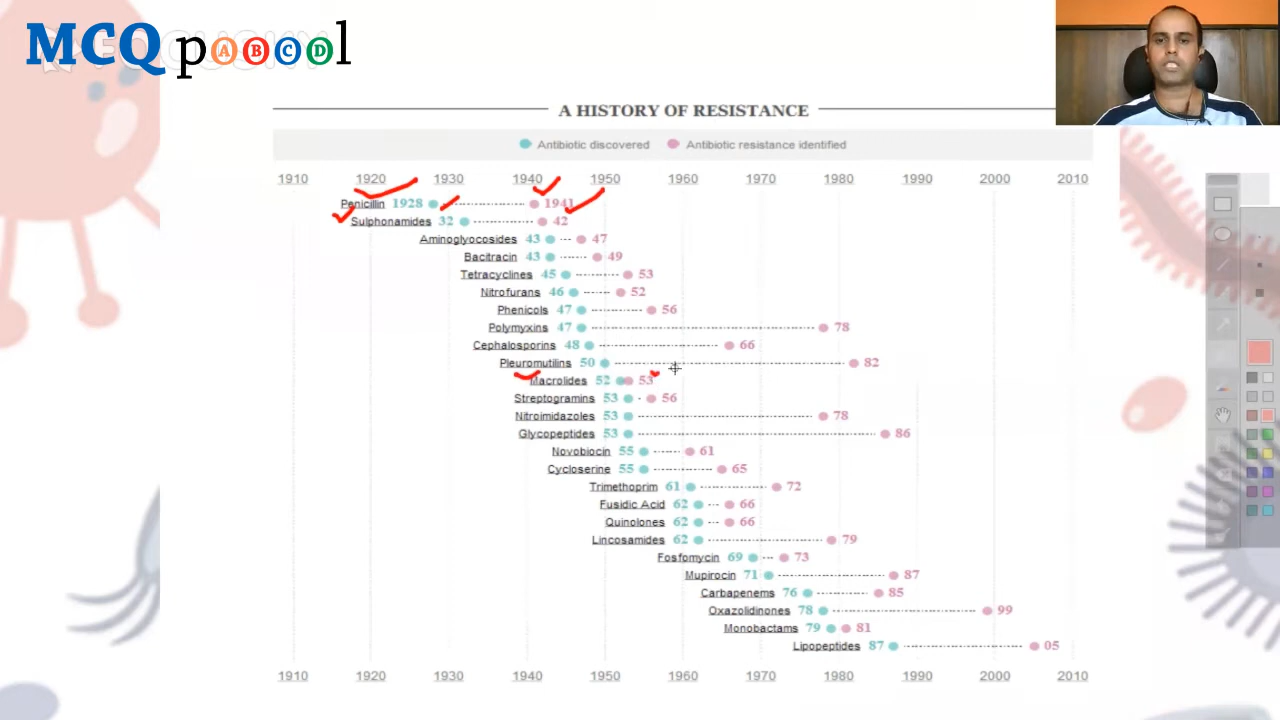 MCQ pABCDl
A HISTORY OF RESISTANCE
Antibiotic discovered Antibiotic resistance identified
1910 1920 1930 1940 1950 1960 1970 1980 1990 2000 2010
Penicillin 1928 1941
Sulphonamides 32 42
Aminoglyocosides 43 47
Bacitracin 43 49
Tetracyclines 45 53
Nitrofurans 46 52
Phenicols 47 56
Polymyxins 47 78
Cephalosporins 48 66
Pleuromutilins 50 82
Macrolides 52 53
Streptogramins 53 56
Nitroimidazoles 53 78
Glycopeptides 53 86
Novobiocin 55 61
Cycloserine 55 65
Trimethoprim 61 72
Fusidic Acid 62 66
Quinolones 62 66
Lincosamides 62 79
Fosfomycin 69 73
Mupirocin 71 87
Carbapenems 76 85
Oxazolidinones 78 99
Monobactams 79 81
Lipopeptides 87 05
1910 1920 1930 1940 1950 1960 1970 1980 1990 2000 2010